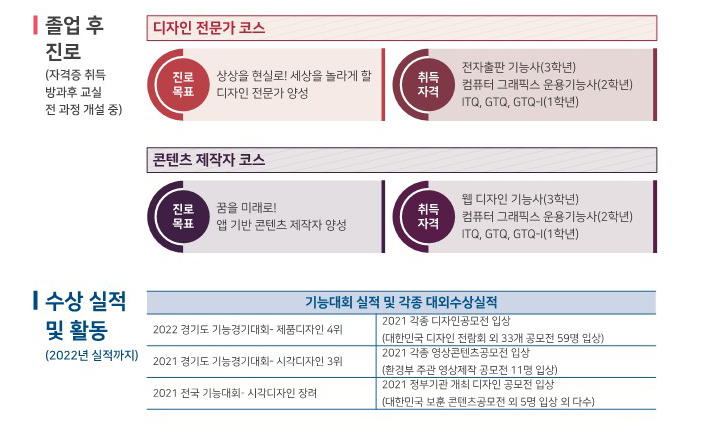 졸업 후
진로
(자격증 취득
방과후 교실
전 과정 개설 중)
디자인 전문가 코스
진로
목표
상상을 현실로! 세상을 놀라게 할
디자인 전문가 양성
취득
자격
전자출판 기능사(3학년)
컴퓨터 그래픽스 운용기능사(2학년)
ITQ, GTQ, GTQ-I(1학년)
콘텐츠 제작자 코스
진로
목표
꿈을 미래로!
앱 기반 콘텐츠 제작자 양성
취득
자격
웹 디자인 기능사(3학년)
컴퓨터 그래픽스 운용기능사(2학년)
ITQ, GTQ, GTQ-I(1학년)
수상 실적
및 활동
(2022년 실적까지)
기능대회 실적 및 각종 대외수상실적
2022 경기도 기능경기대회- 제품디자인 4위
2021 각종 디자인공모전 입상
(대한민국 디자인 전람회 외 33개 공모전 59명 입상)
2021 경기도 기능경기대회- 시각디자인 3위
2021 각종 영상콘텐츠공모전 입상
(환경부 주관 영상제작 공모전 11명 입상)
2021 전국 기능대회- 시각디자인 장려
2021 정부기관 개최 디자인 공모전 입상
(대한민국 보훈 콘텐츠공모전 외 5명 입상 외 다수)